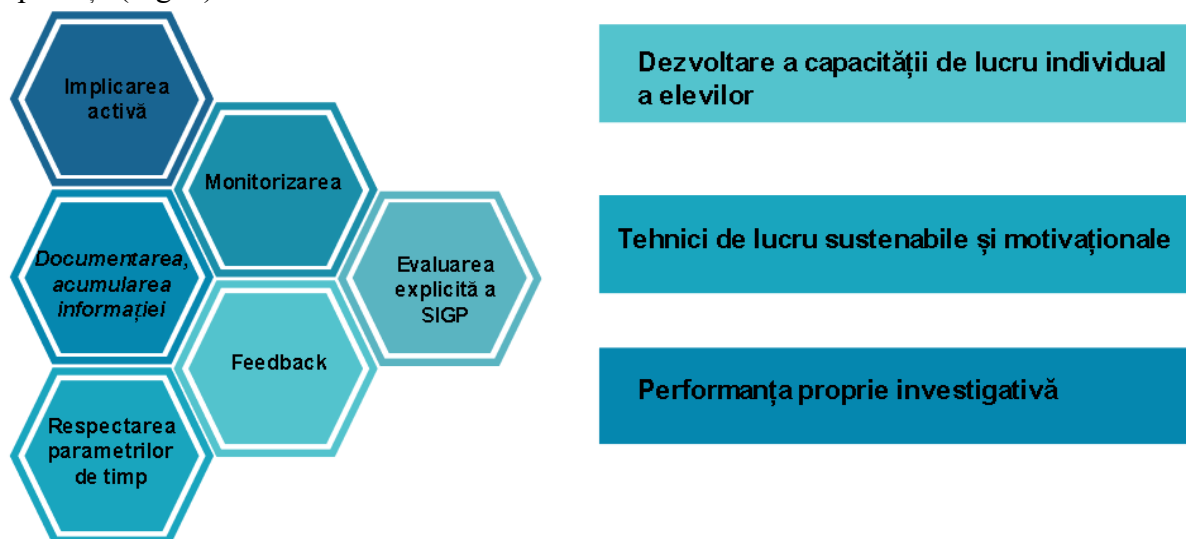 Implicarea
activă
Monitorizarea
Documentarea,
acumularea
informației
Evaluarea
explicită a
SIGP
Feedback
Respectarea
parametrilor
de timp
Dezvoltare a capacității de lucru individual
a elevilor
Tehnici de lucru sustenabile și motivaționale
Performanța proprie investigativă